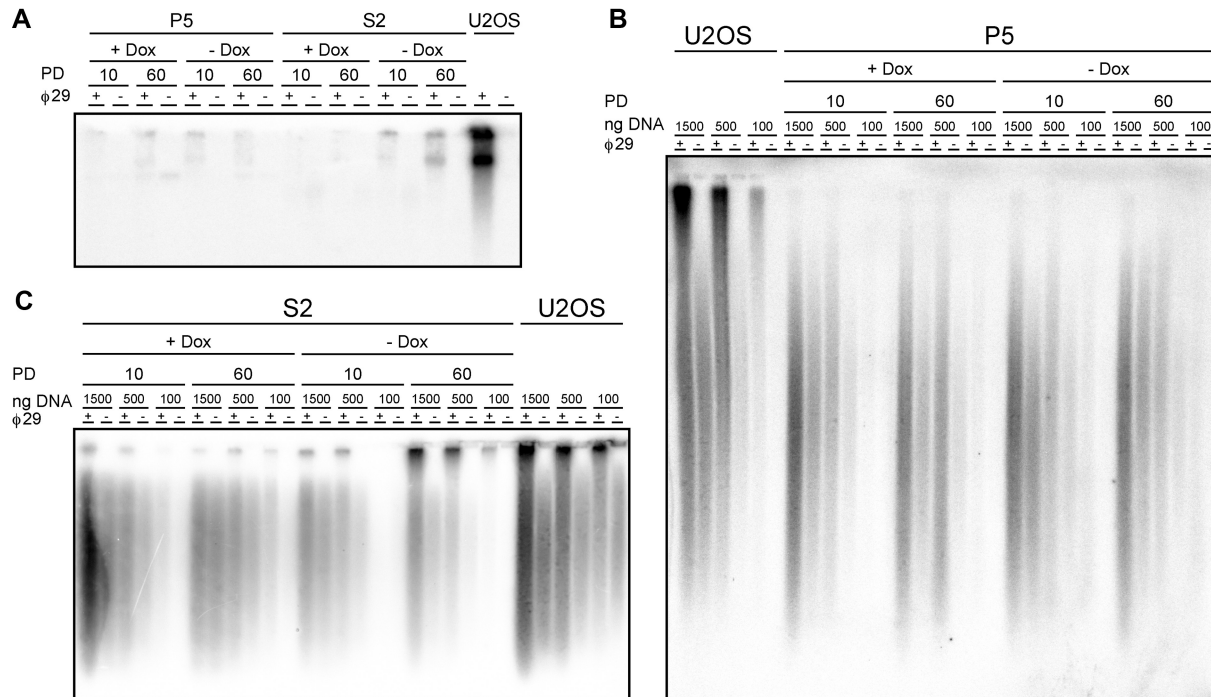 A
P5 S2 U2OS
+ Dox - Dox + Dox - Dox
PD 10 60 10 60 10 60 10 60
ϕ29 + - + - + - + - + - + - + - + - + -
B
U2OS P5
+ Dox - Dox
PD 10 60 10 60
ng DNA 1500 500 100 1500 500 100 1500 500 100 1500 500 100 1500 500 100
ϕ29 + - + - + - + - + - + - + - + - + - + - + - + - + - + - + -
C
S2 U2OS
+ Dox - Dox
PD 10 60 10 60
ng DNA 1500 500 100 1500 500 100 1500 500 100 1500 500 100 1500 500 100
ϕ29 + - + - + - + - + - + - + - + - + - + - + - + - + - + - + -